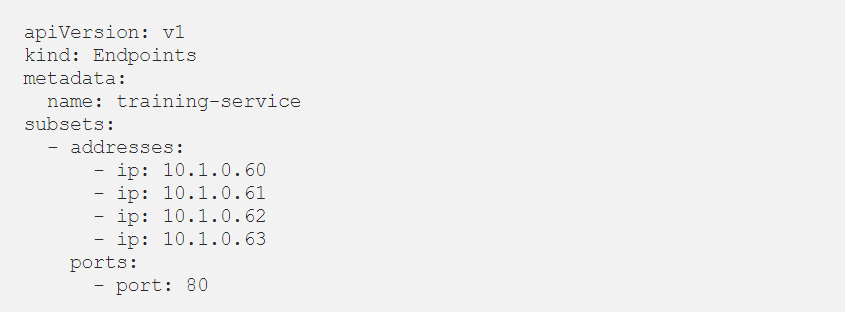 apiVersion: v1
kind: Endpoints
metadata:
  name: training-service
subsets:
  - addresses:
      - ip: 10.1.0.60
      - ip: 10.1.0.61
      - ip: 10.1.0.62
      - ip: 10.1.0.63
    ports:
      - port: 80